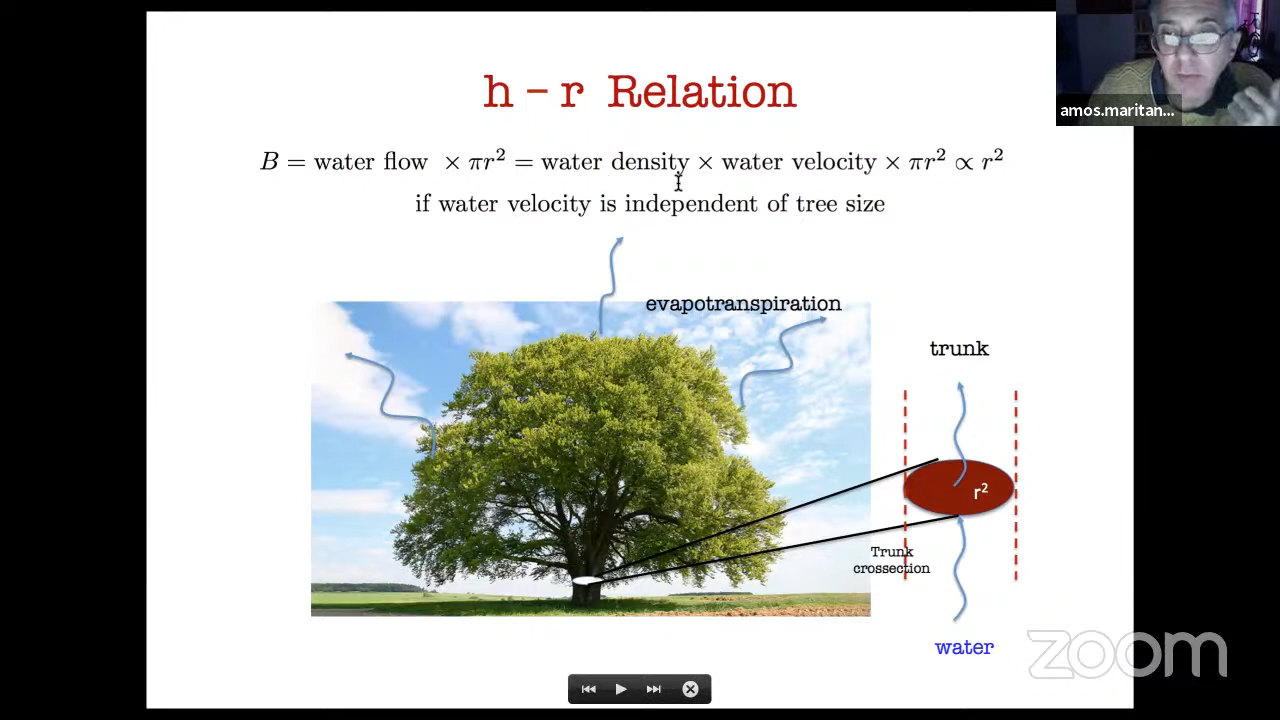 h – r Relation
amos.maritan...
B = water flow × πr² = water density × water velocity × πr² ∝ r²
if water velocity is independent of tree size
evapotranspiration
trunk
r²
Trunk
crossection
water
zoom